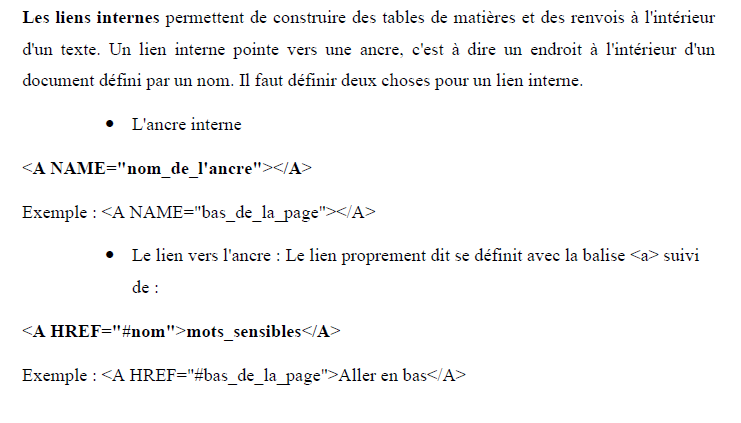 Les liens internes permettent de construire des tables de matières et des renvois à l'intérieur
d'un texte. Un lien interne pointe vers une ancre, c'est à dire un endroit à l'intérieur d'un
document défini par un nom. Il faut définir deux choses pour un lien interne.
• L'ancre interne
<A NAME="nom_de_l'ancre"></A>
Exemple : <A NAME="bas_de_la_page"></A>
• Le lien vers l'ancre : Le lien proprement dit se définit avec la balise <a> suivi
de :
<A HREF="#nom">mots_sensibles</A>
Exemple : <A HREF="#bas_de_la_page">Aller en bas</A>